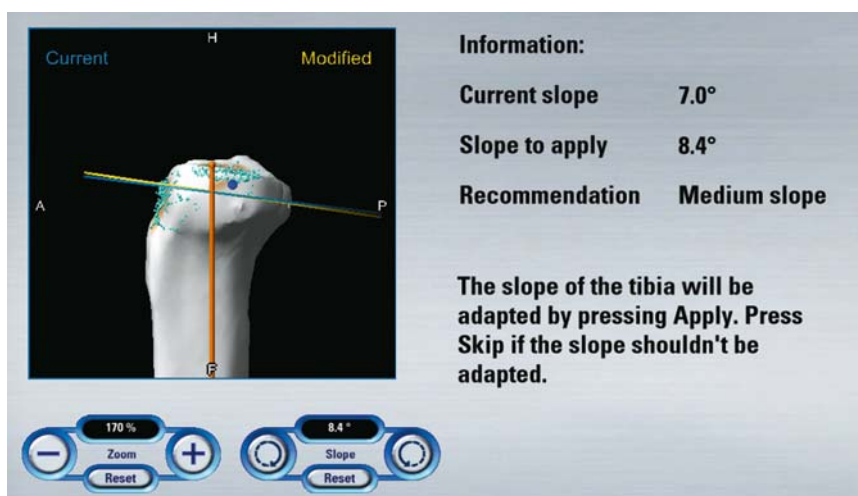 Current
H
Modified
A
P
F
Information:
Current slope 7.0°
Slope to apply 8.4°
Recommendation Medium slope
The slope of the tibia will be
adapted by pressing Apply. Press
Skip if the slope shouldn't be
adapted.
170 %
Zoom
Reset
8.4 °
Slope
Reset